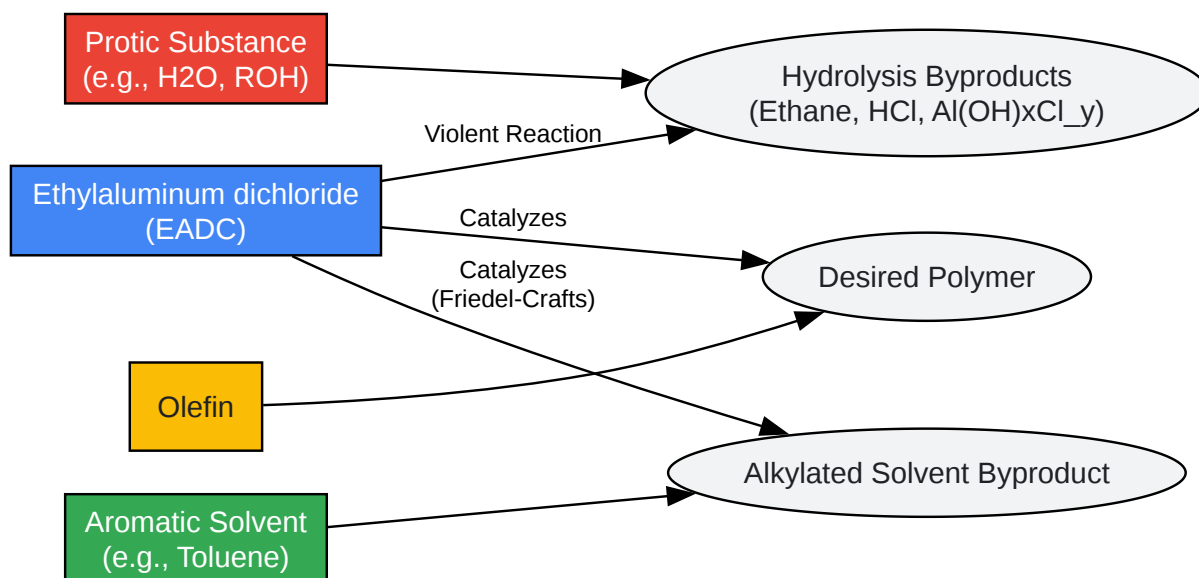 Protic Substance
(e.g., H2O, ROH)
Hydrolysis Byproducts
(Ethane, HCl, Al(OH)xCl_y)
Violent Reaction
Ethylaluminum dichloride
(EADC)
Catalyzes
Catalyzes
(Friedel-Crafts)
Desired Polymer
Olefin
Alkylated Solvent Byproduct
Aromatic Solvent
(e.g., Toluene)